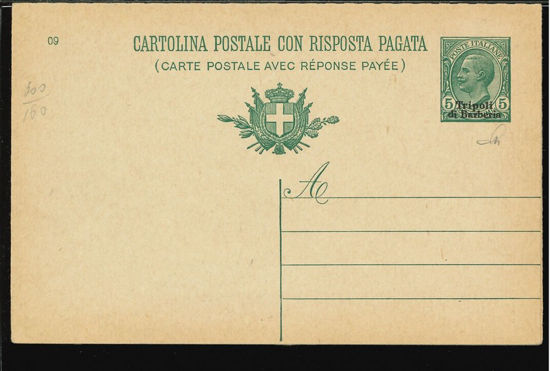 09
CARTOLINA POSTALE CON RISPOSTA PAGATA
(CARTE POSTALE AVEC RÉPONSE PAYÉE)
POSTE ITALIANE
5 5
Tripoli
di Barberia
A